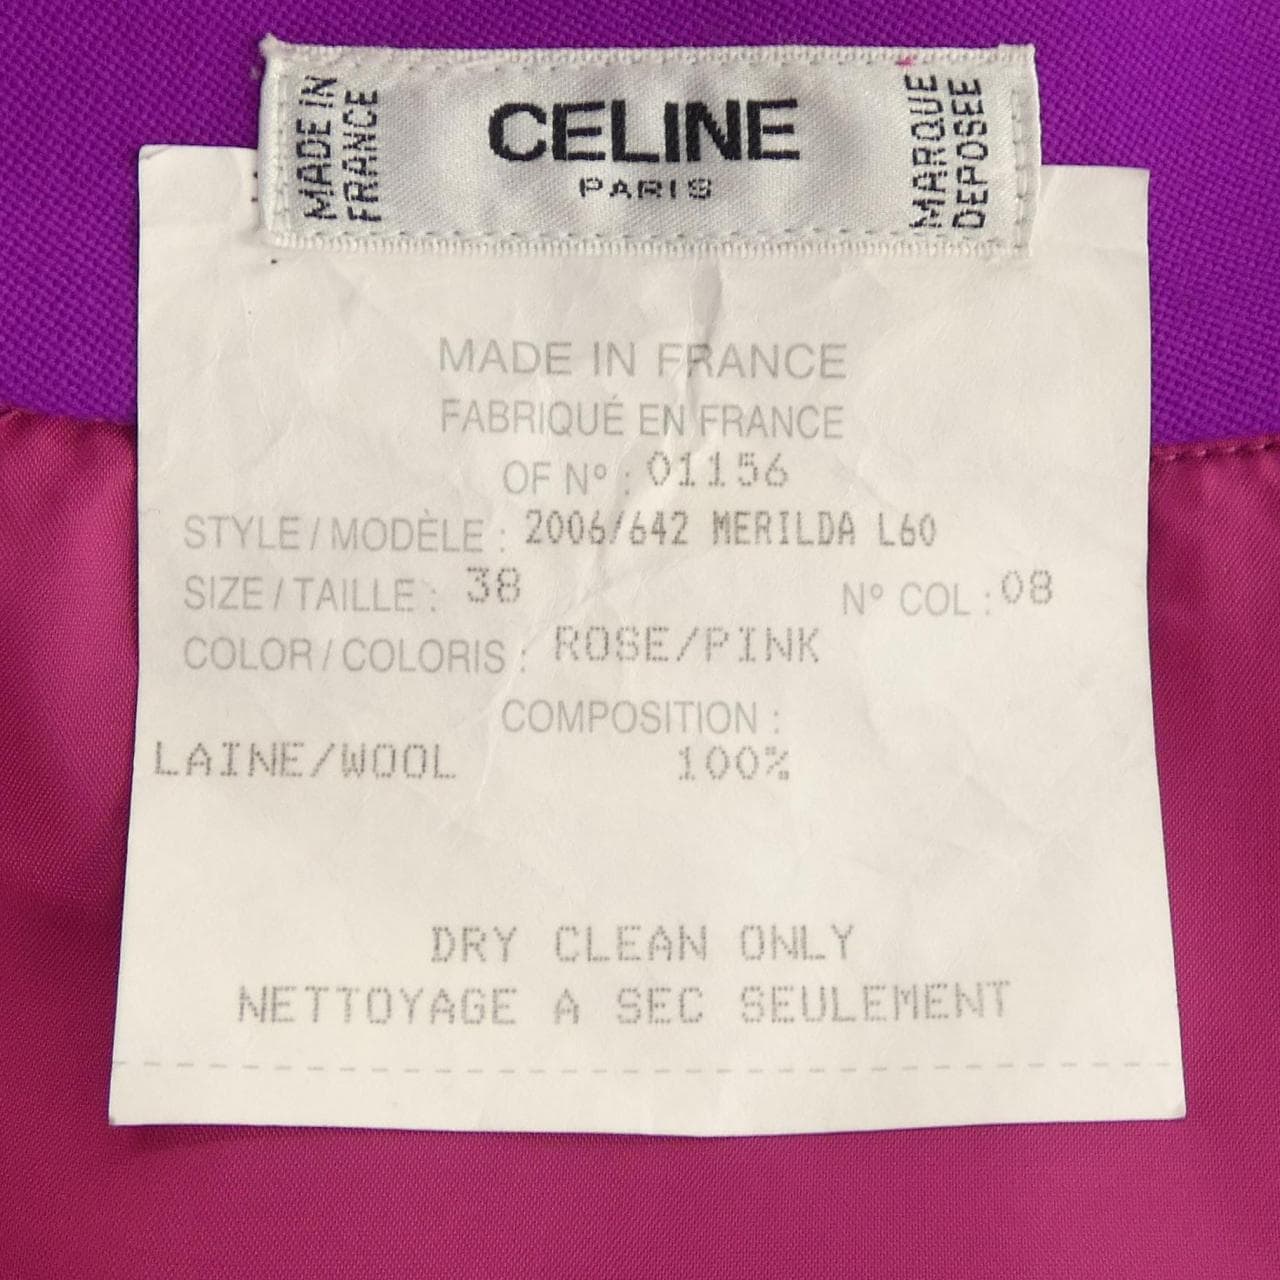 MADE IN
FRANCE
CELINE
PARIS
MARQUE
DEPOSEE
MADE IN FRANCE
FABRIQUÉ EN FRANCE
OF Nº : 01156
STYLE / MODÈLE : 2006/642 MERILDA L60
SIZE / TAILLE : 38 Nº COL : 08
COLOR / COLORIS : ROSE/PINK
COMPOSITION :
LAINE/WOOL 100%
DRY CLEAN ONLY
NETTOYAGE A SEC SEULEMENT